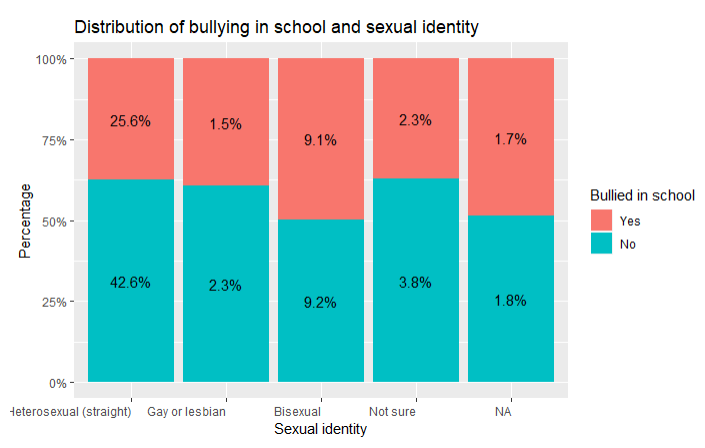 Distribution of bullying in school and sexual identity
100%
75%
50%
25%
0%
Percentage
25.6%
1.5%
9.1%
2.3%
1.7%
42.6%
2.3%
9.2%
3.8%
1.8%
Heterosexual (straight)
Gay or lesbian
Bisexual
Not sure
NA
Sexual identity
Bullied in school
Yes
No